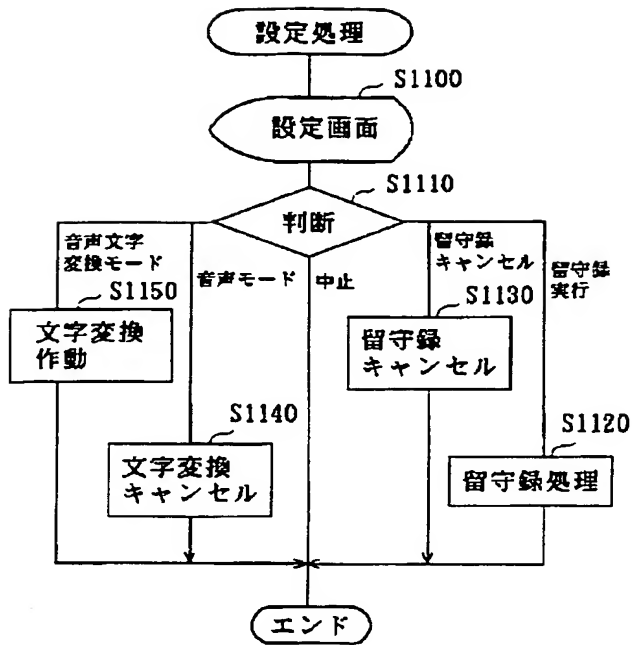 設定処理
S1100
設定画面
S1110
判断
音声文字
変換モード
音声モード
中止
留守録
キャンセル
留守録
実行
S1150
文字変換
作動
S1130
留守録
キャンセル
S1140
文字変換
キャンセル
S1120
留守録処理
エンド